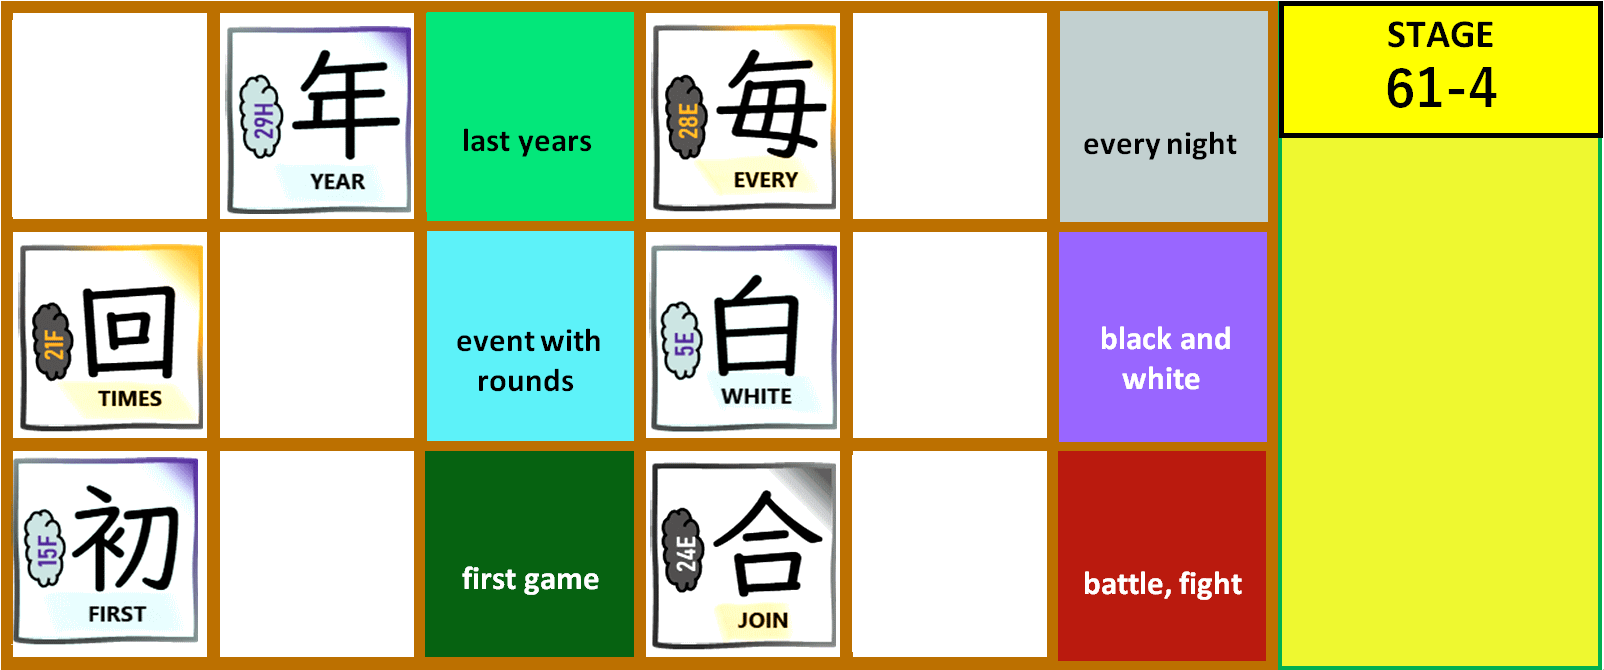 29H
年
YEAR
last years
28E
毎
EVERY
every night
STAGE
61-4
21F
回
TIMES
event with
rounds
5E
白
WHITE
black and
white
15F
初
FIRST
first game
24E
合
JOIN
battle, fight